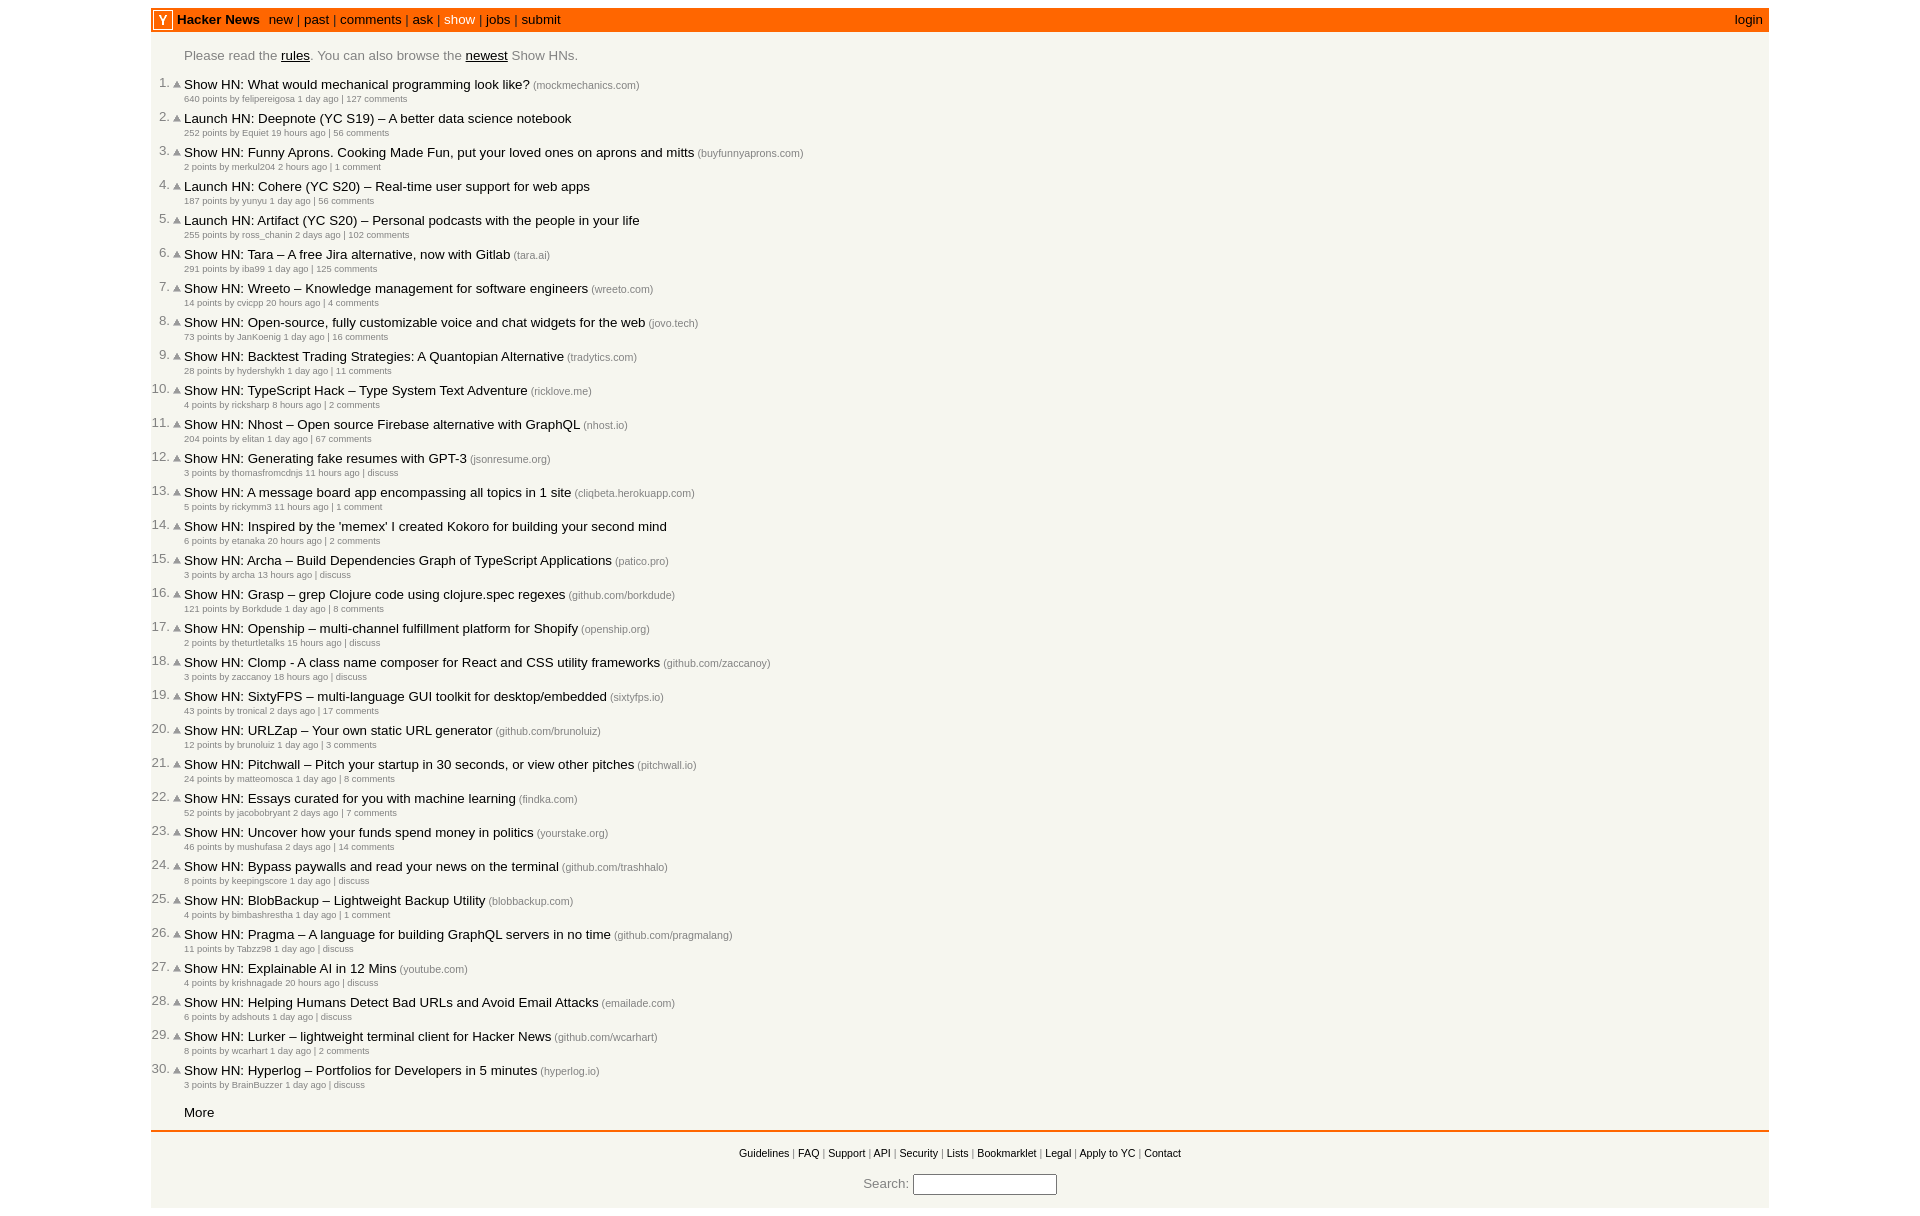 Y Hacker News new | past | comments | ask | show | jobs | submit login
Please read the rules. You can also browse the newest Show HNs.
1. Show HN: What would mechanical programming look like? (mockmechanics.com)
640 points by felipereigosa 1 day ago | 127 comments
2. Launch HN: Deepnote (YC S19) – A better data science notebook
252 points by Equiet 19 hours ago | 56 comments
3. Show HN: Funny Aprons. Cooking Made Fun, put your loved ones on aprons and mitts (buyfunnyaprons.com)
2 points by merkul204 2 hours ago | 1 comment
4. Launch HN: Cohere (YC S20) – Real-time user support for web apps
187 points by yunyu 1 day ago | 56 comments
5. Launch HN: Artifact (YC S20) – Personal podcasts with the people in your life
255 points by ross_chanin 2 days ago | 102 comments
6. Show HN: Tara – A free Jira alternative, now with Gitlab (tara.ai)
291 points by iba99 1 day ago | 125 comments
7. Show HN: Wreeto – Knowledge management for software engineers (wreeto.com)
14 points by cvicpp 20 hours ago | 4 comments
8. Show HN: Open-source, fully customizable voice and chat widgets for the web (jovo.tech)
73 points by JanKoenig 1 day ago | 16 comments
9. Show HN: Backtest Trading Strategies: A Quantopian Alternative (tradytics.com)
28 points by hydershykh 1 day ago | 11 comments
10. Show HN: TypeScript Hack – Type System Text Adventure (ricklove.me)
4 points by ricksharp 8 hours ago | 2 comments
11. Show HN: Nhost – Open source Firebase alternative with GraphQL (nhost.io)
204 points by elitan 1 day ago | 67 comments
12. Show HN: Generating fake resumes with GPT-3 (jsonresume.org)
3 points by thomasfromcdnjs 11 hours ago | discuss
13. Show HN: A message board app encompassing all topics in 1 site (cliqbeta.herokuapp.com)
5 points by rickymm3 11 hours ago | 1 comment
14. Show HN: Inspired by the 'memex' I created Kokoro for building your second mind
6 points by etanaka 20 hours ago | 2 comments
15. Show HN: Archa – Build Dependencies Graph of TypeScript Applications (patico.pro)
3 points by archa 13 hours ago | discuss
16. Show HN: Grasp – grep Clojure code using clojure.spec regexes (github.com/borkdude)
121 points by Borkdude 1 day ago | 8 comments
17. Show HN: Openship – multi-channel fulfillment platform for Shopify (openship.org)
2 points by theturtletalks 15 hours ago | discuss
18. Show HN: Clomp - A class name composer for React and CSS utility frameworks (github.com/zaccanoy)
3 points by zaccanoy 18 hours ago | discuss
19. Show HN: SixtyFPS – multi-language GUI toolkit for desktop/embedded (sixtyfps.io)
43 points by tronical 2 days ago | 17 comments
20. Show HN: URLZap – Your own static URL generator (github.com/brunoluiz)
12 points by brunoluiz 1 day ago | 3 comments
21. Show HN: Pitchwall – Pitch your startup in 30 seconds, or view other pitches (pitchwall.io)
24 points by matteomosca 1 day ago | 8 comments
22. Show HN: Essays curated for you with machine learning (findka.com)
52 points by jacobobryant 2 days ago | 7 comments
23. Show HN: Uncover how your funds spend money in politics (yourstake.org)
46 points by mushufasa 2 days ago | 14 comments
24. Show HN: Bypass paywalls and read your news on the terminal (github.com/trashhalo)
8 points by keepingscore 1 day ago | discuss
25. Show HN: BlobBackup – Lightweight Backup Utility (blobbackup.com)
4 points by bimbashrestha 1 day ago | 1 comment
26. Show HN: Pragma – A language for building GraphQL servers in no time (github.com/pragmalang)
11 points by Tabzz98 1 day ago | discuss
27. Show HN: Explainable AI in 12 Mins (youtube.com)
4 points by krishnagade 20 hours ago | discuss
28. Show HN: Helping Humans Detect Bad URLs and Avoid Email Attacks (emailade.com)
6 points by adshouts 1 day ago | discuss
29. Show HN: Lurker – lightweight terminal client for Hacker News (github.com/wcarhart)
8 points by wcarhart 1 day ago | 2 comments
30. Show HN: Hyperlog – Portfolios for Developers in 5 minutes (hyperlog.io)
3 points by BrainBuzzer 1 day ago | discuss
More
Guidelines | FAQ | Support | API | Security | Lists | Bookmarklet | Legal | Apply to YC | Contact
Search: